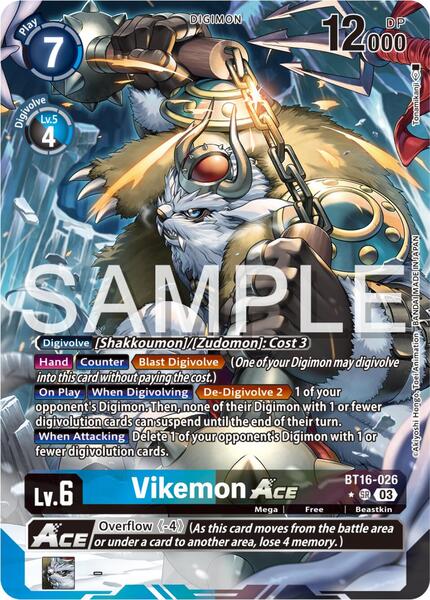 DIGIMON
Play
7
12000
DP
Digivolve
Lv.5
4
Tonamikanji
©Akiyoshi Hongo, Toei Animation BANDAI MADE IN JAPAN
SAMPLE
Digivolve [Shakkoumon]/[Zudomon]: Cost 3
Hand Counter Blast Digivolve (One of your Digimon may digivolve
into this card without paying the cost.)
On Play When Digivolving De-Digivolve 2 1 of your
opponent's Digimon. Then, none of their Digimon with 1 or fewer
digivolution cards can suspend until the end of their turn.
When Attacking Delete 1 of your opponent's Digimon with 1 or
fewer digivolution cards.
BT16-026
Lv.6
Vikemon ACE
SR 03
Mega Free Beastkin
ACE Overflow 《-4》 (As this card moves from the battle area
or under a card to another area, lose 4 memory.)